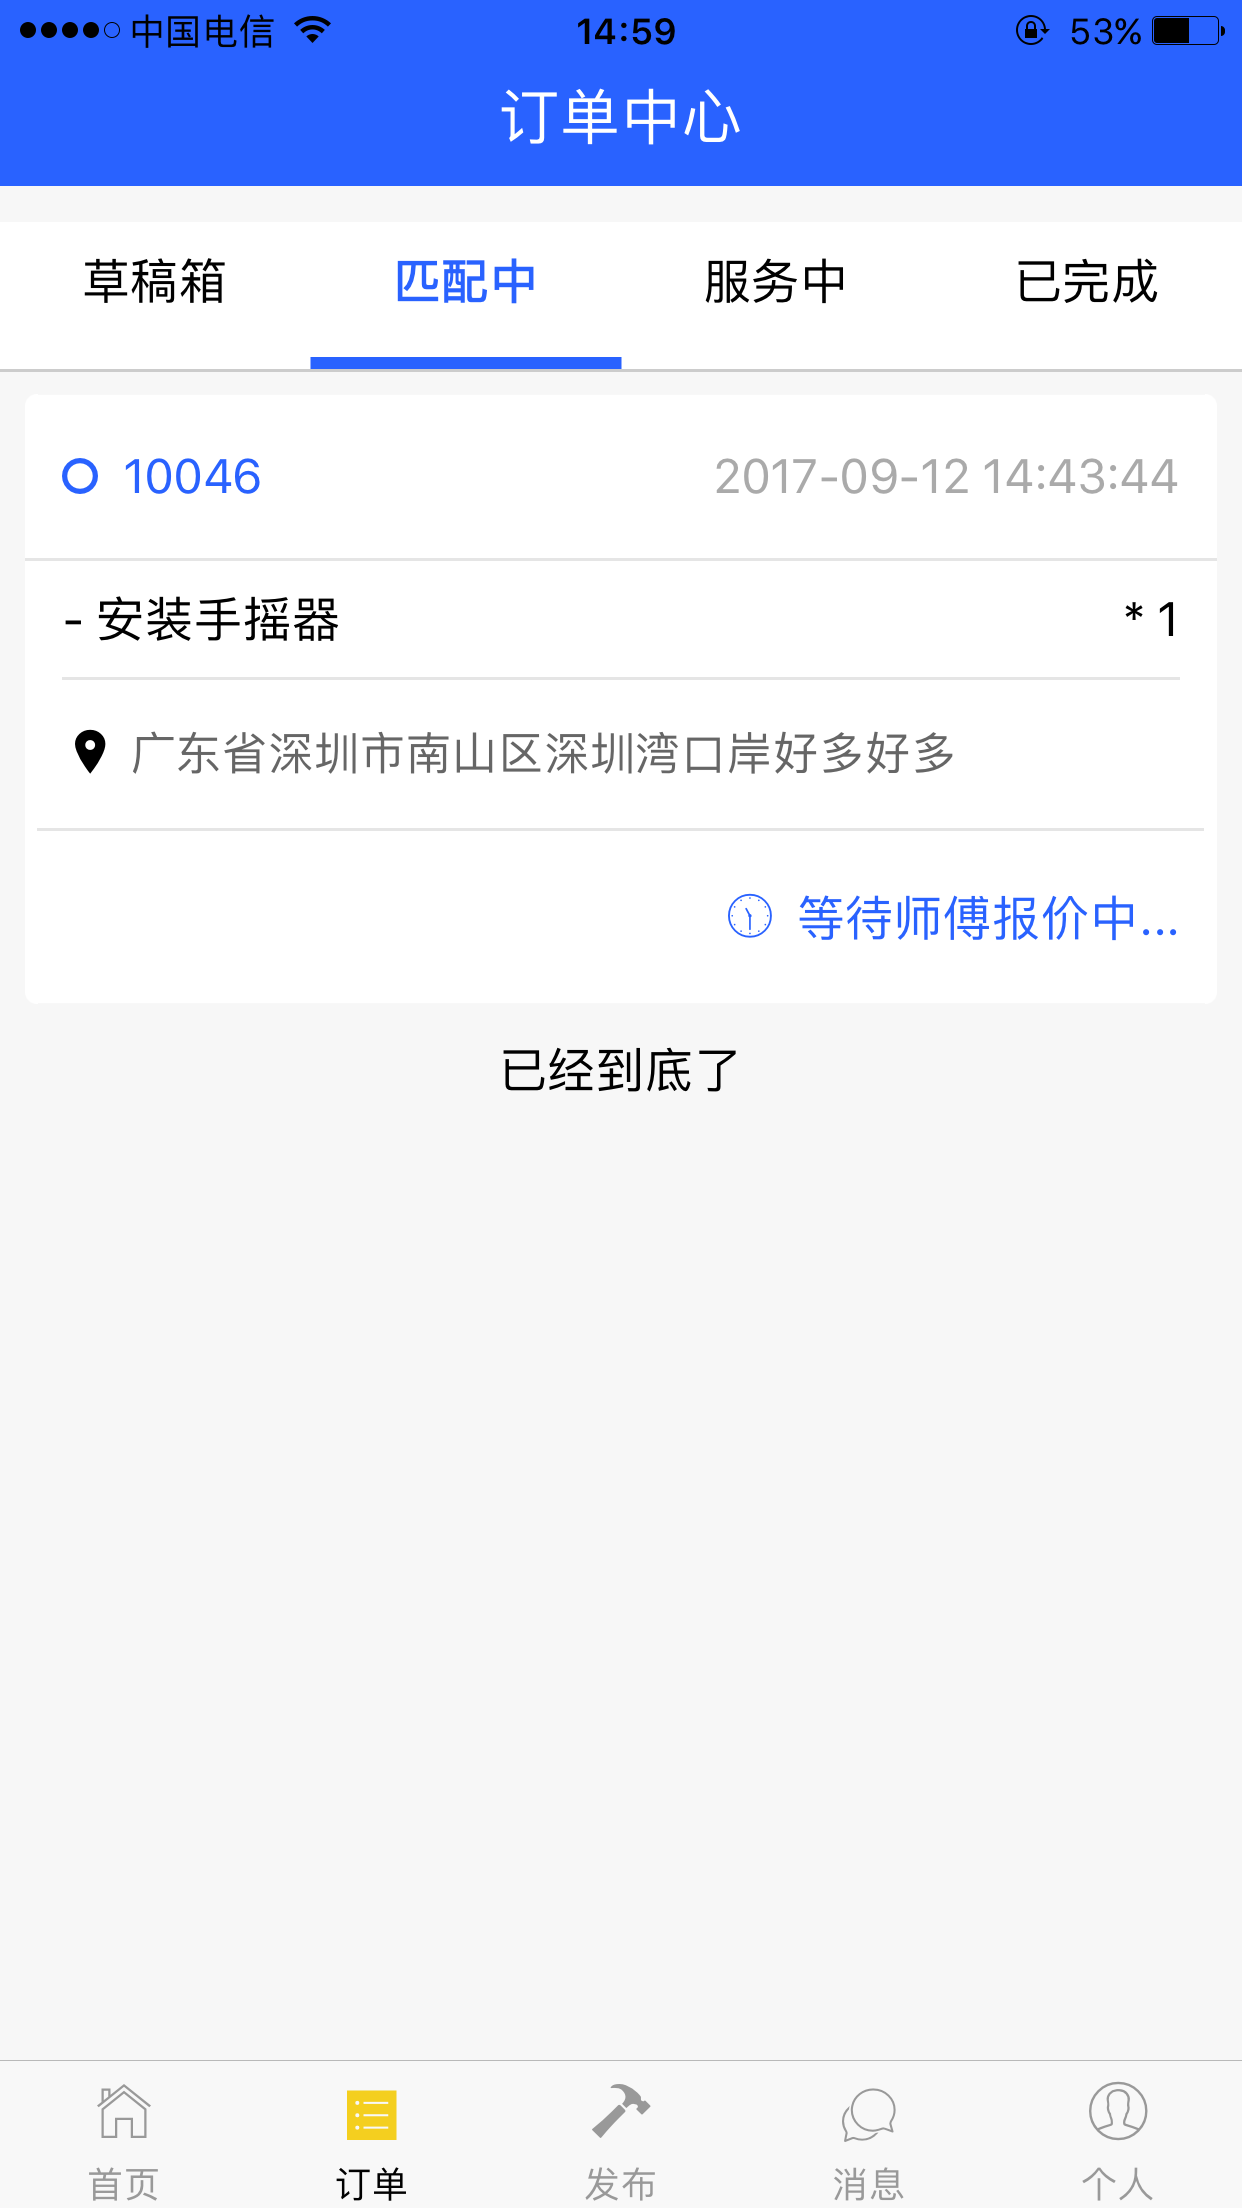 中国电信 14:59 53%
订单中心
草稿箱 匹配中 服务中 已完成
10046 2017-09-12 14:43:44
- 安装手摇器 * 1
广东省深圳市南山区深圳湾口岸好多好多
等待师傅报价中...
已经到底了
首页 订单 发布 消息 个人